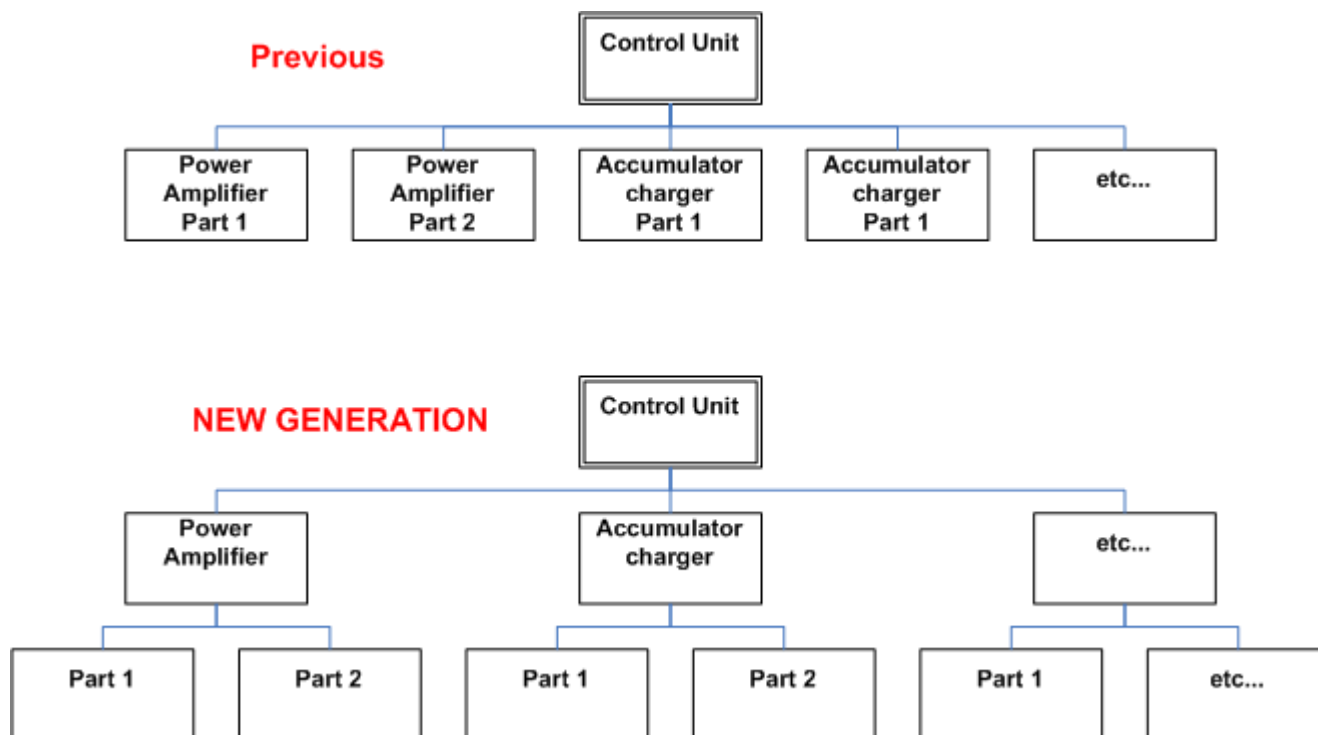 Previous
Control Unit
Power
Amplifier
Part 1
Power
Amplifier
Part 2
Accumulator
charger
Part 1
Accumulator
charger
Part 1
etc...
NEW GENERATION
Control Unit
Power
Amplifier
Accumulator
charger
etc...
Part 1
Part 2
Part 1
Part 2
Part 1
etc...